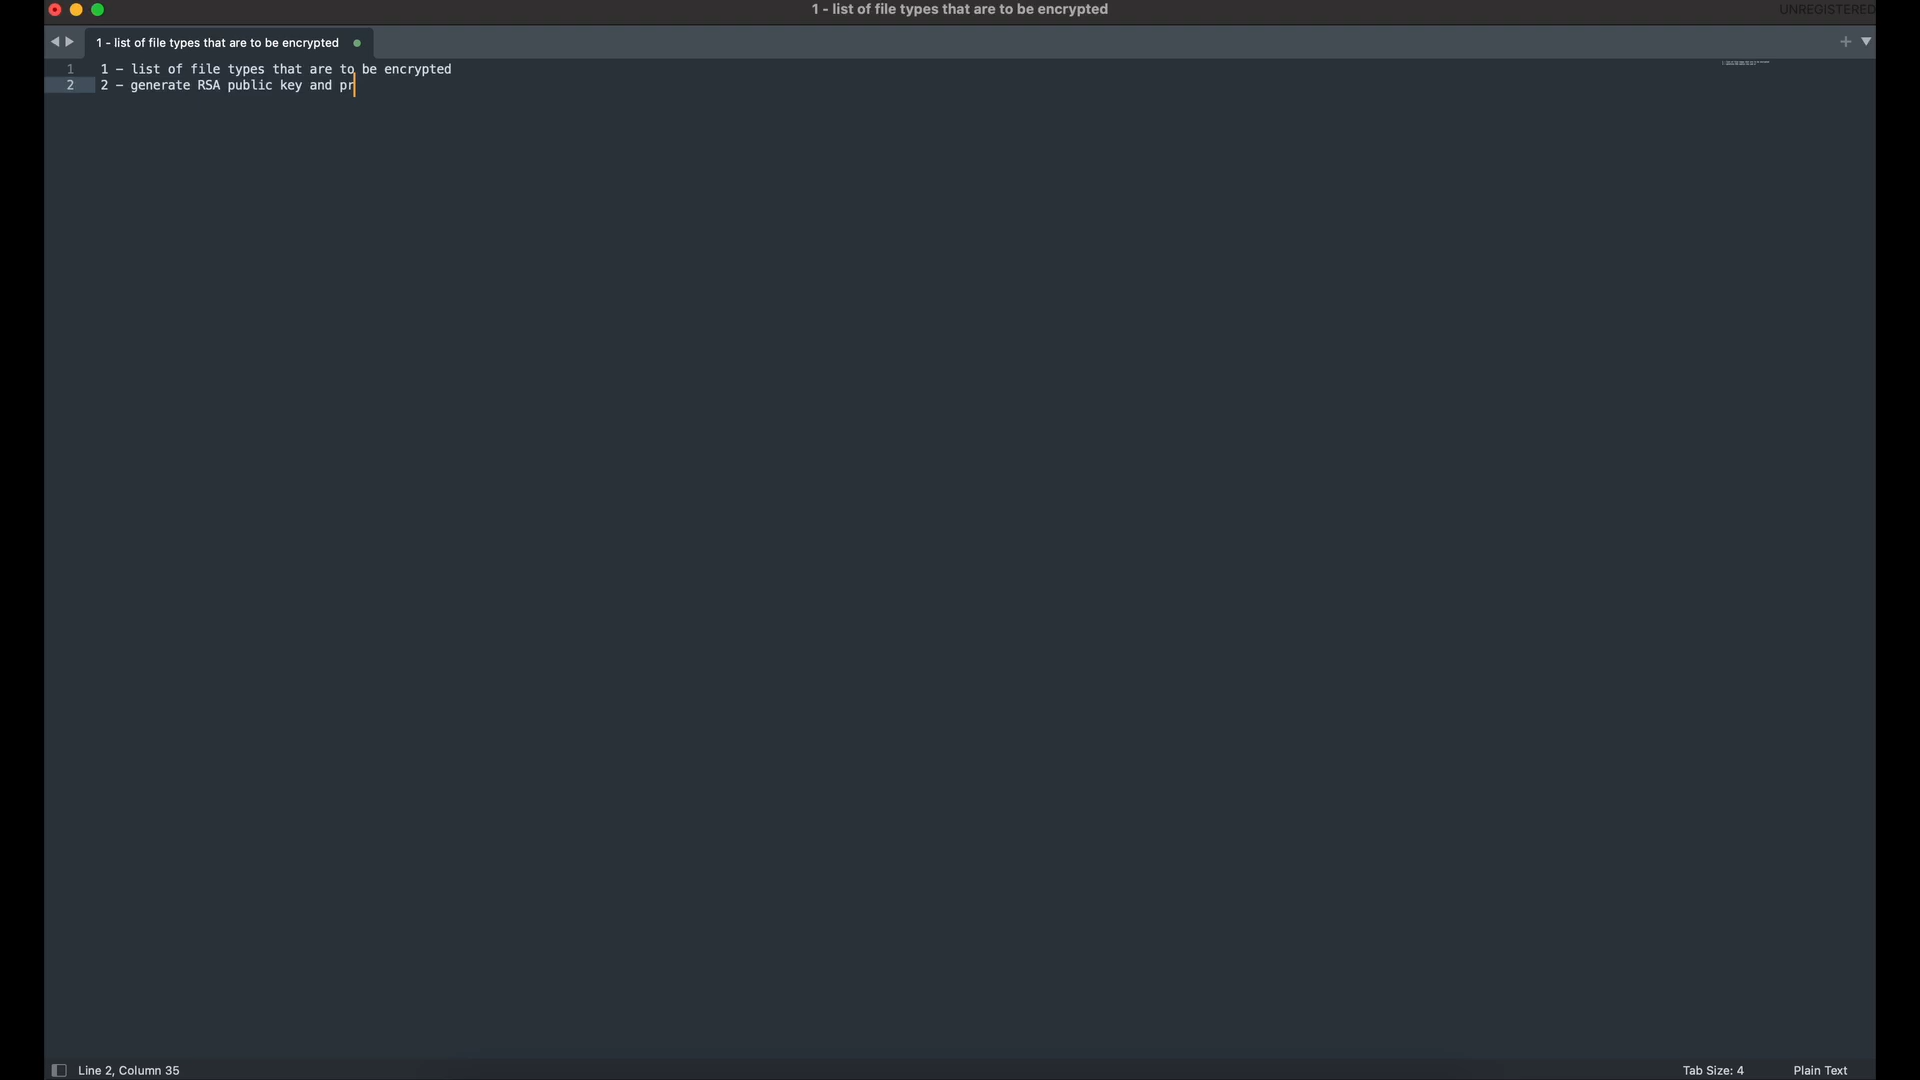 1 - list of file types that are to be encrypted
UNREGISTERED
1 - list of file types that are to be encrypted
1 1 - list of file types that are to be encrypted
2 2 - generate RSA public key and pr
Line 2, Column 35
Tab Size: 4
Plain Text